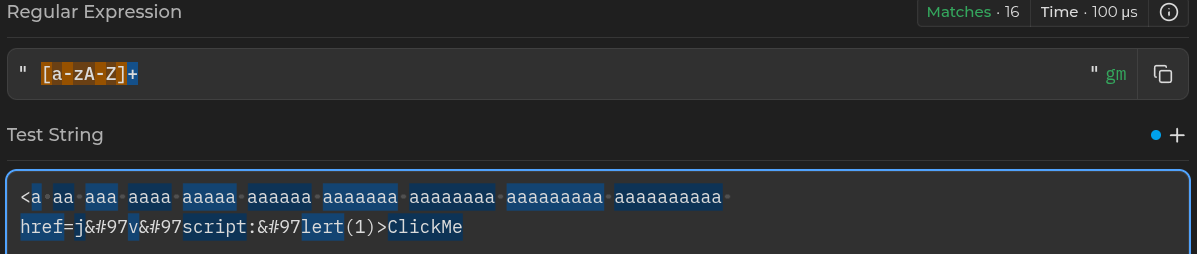 Regular Expression
Matches · 16 Time · 100 µs
" [a-zA-Z]+ " gm
Test String
<a aa aaa aaaa aaaaa aaaaaa aaaaaaa aaaaaaaa aaaaaaaaa aaaaaaaaaa
href=j&#97v&#97script:&#97lert(1)>ClickMe